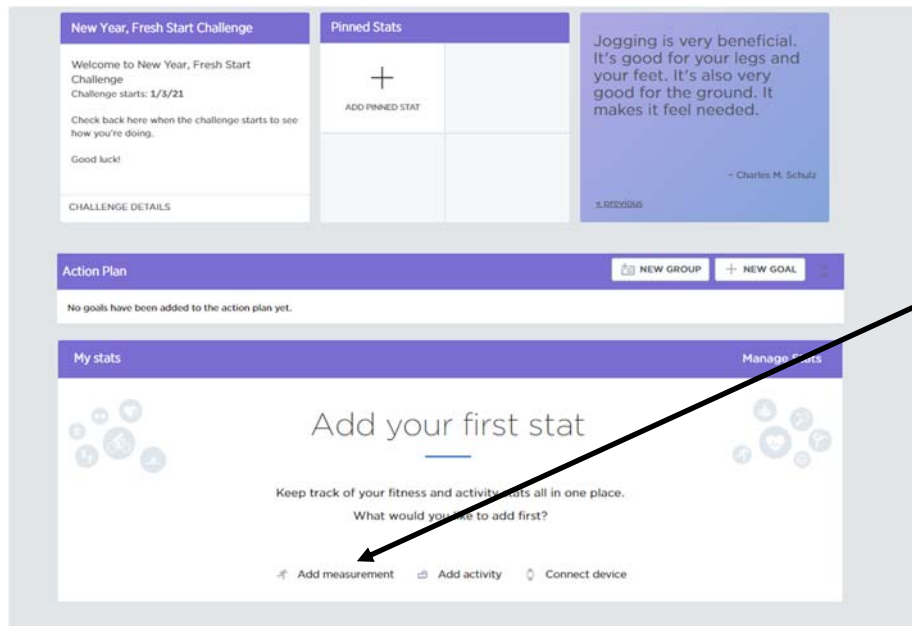 New Year, Fresh Start Challenge
Welcome to New Year, Fresh Start
Challenge
Challenge starts: 1/3/21
Check back here when the challenge starts to see
how you're doing.
Good luck!
CHALLENGE DETAILS
Pinned Stats
ADD PINNED STAT
Jogging is very beneficial.
It's good for your legs and
your feet. It's also very
good for the ground. It
makes it feel needed.
~ Charles M. Schulz
« previous
Action Plan
NEW GROUP
NEW GOAL
No goals have been added to the action plan yet.
My stats
Manage Stats
Add your first stat
Keep track of your fitness and activity stats all in one place.
What would you like to add first?
Add measurement
Add activity
Connect device